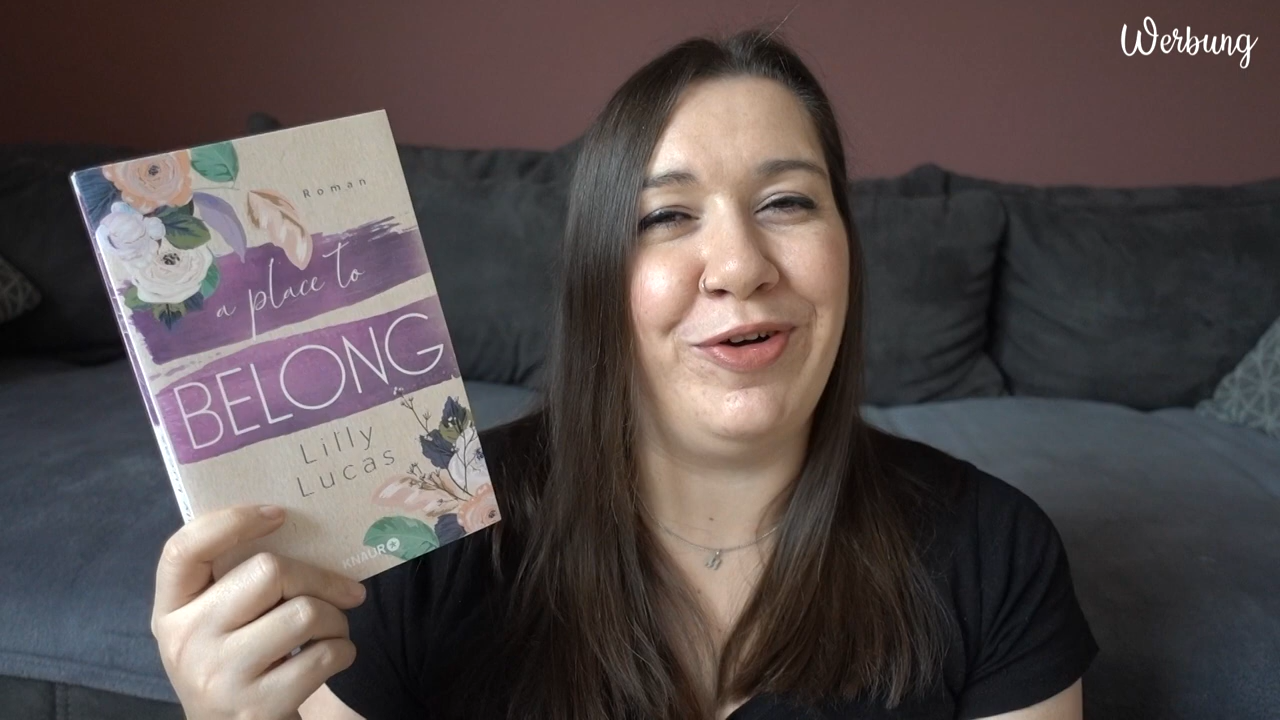 Werbung
Roman
a place to
BELONG
Lilly
Lucas
KNAUR